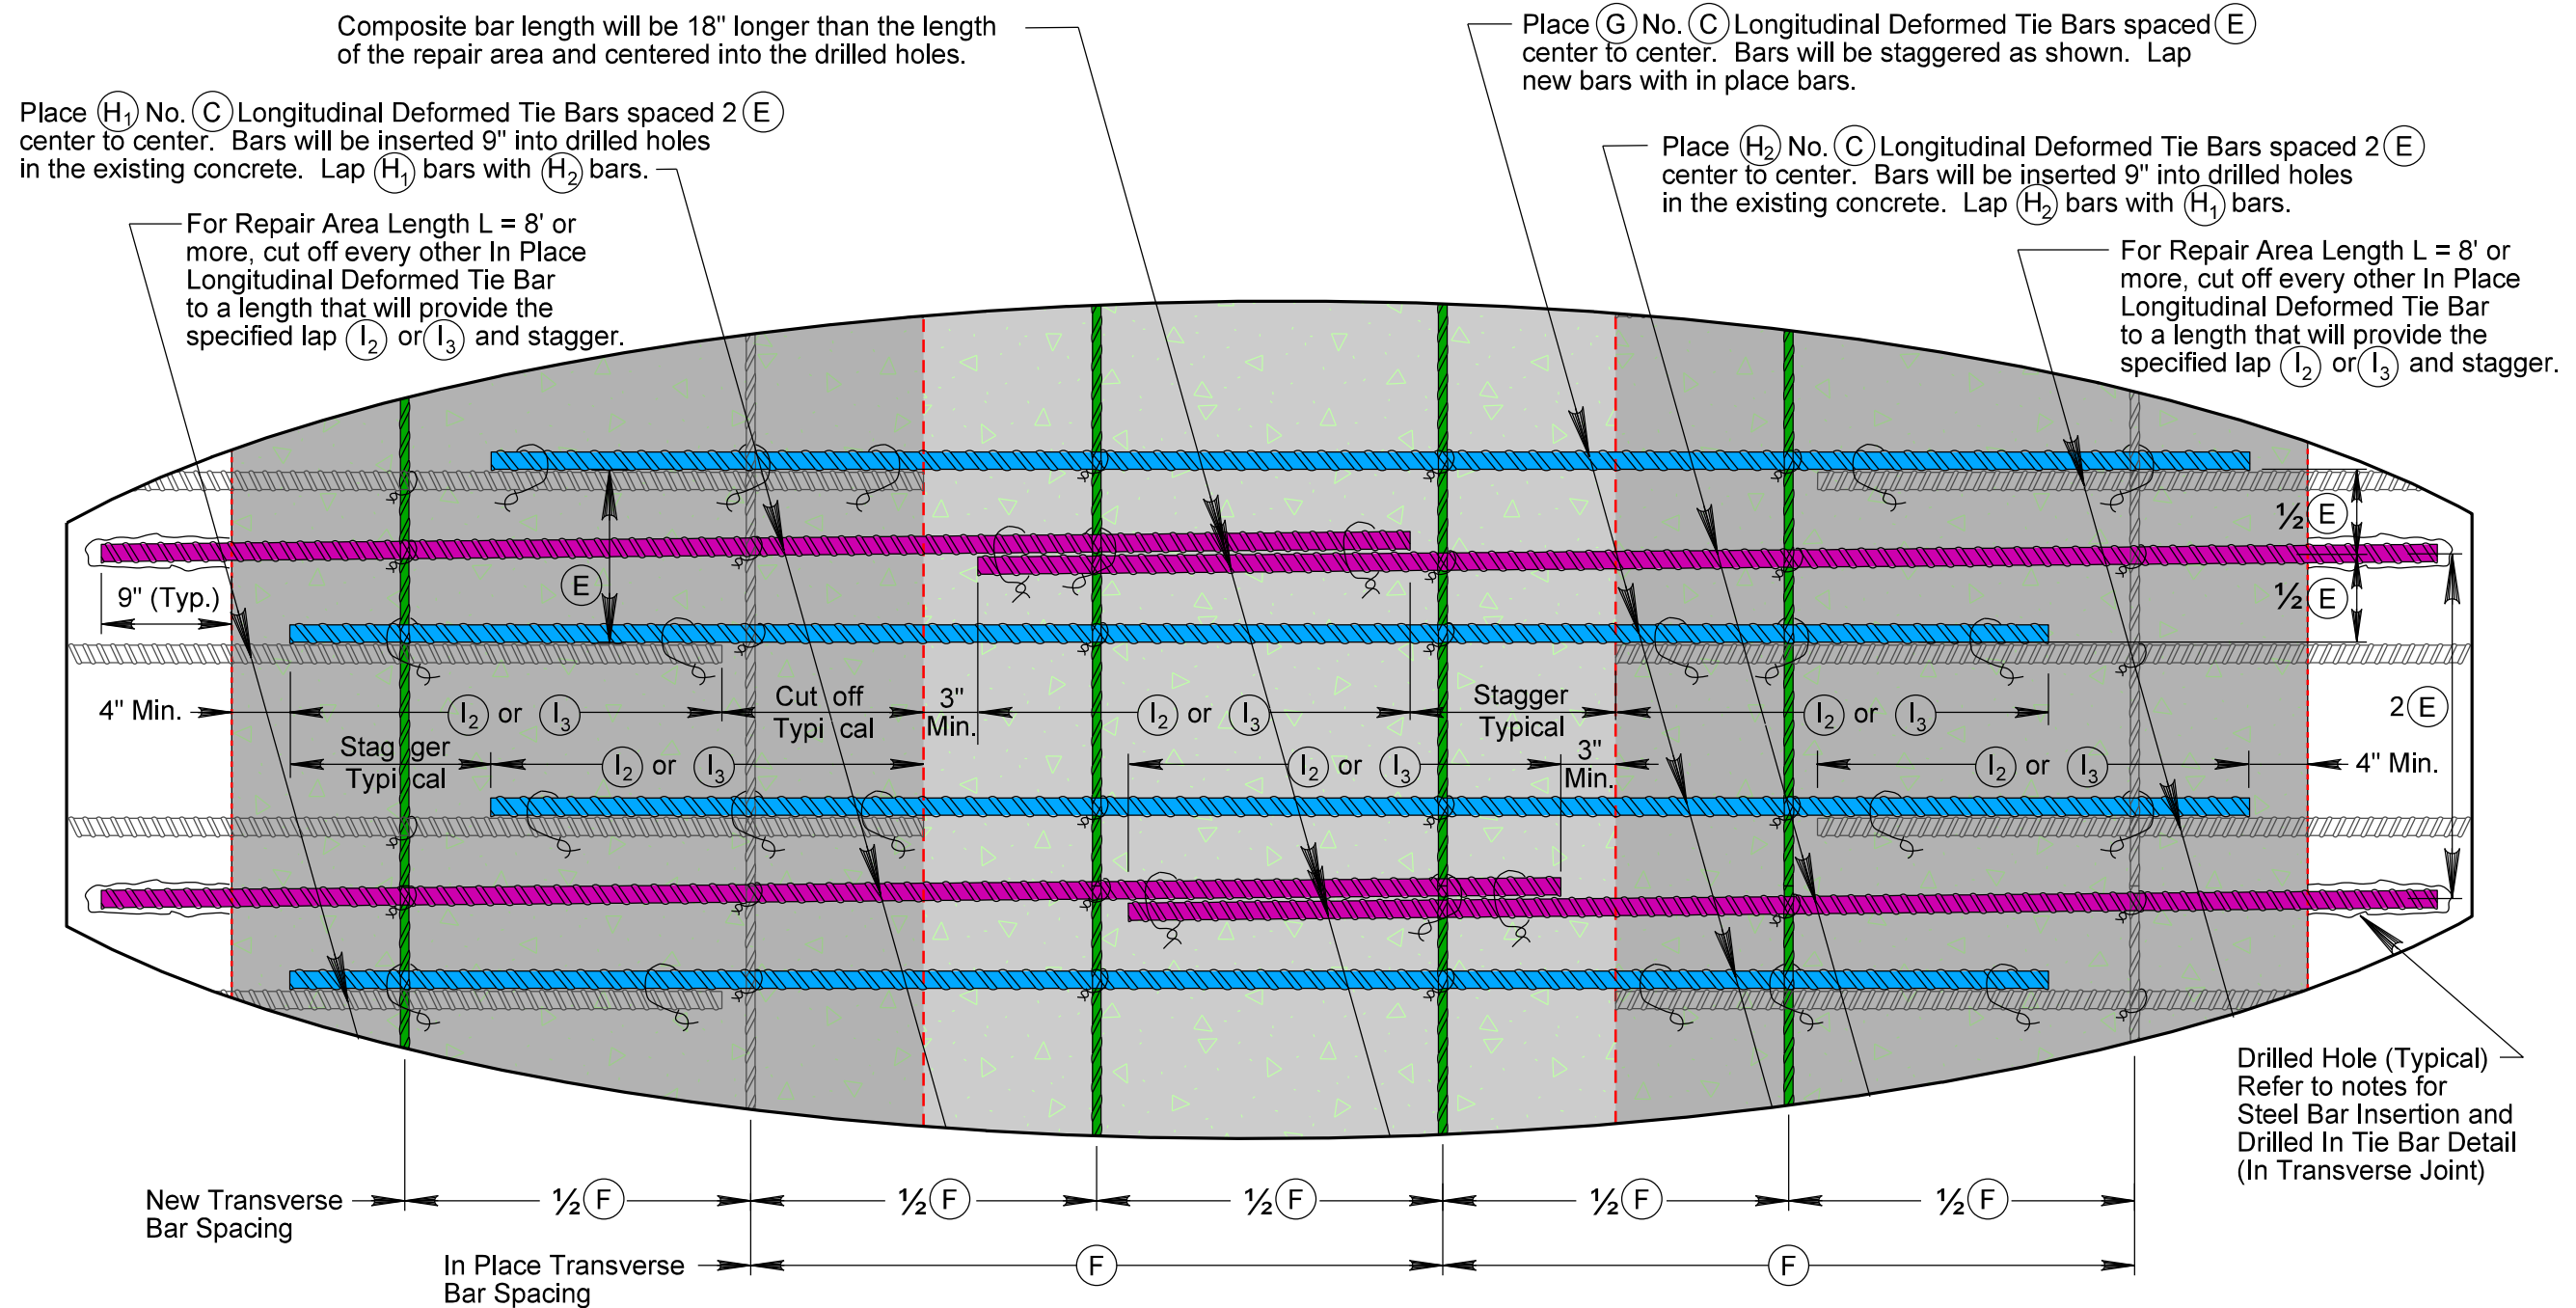 Composite bar length will be 18" longer than the length
of the repair area and centered into the drilled holes.
Place G No. C Longitudinal Deformed Tie Bars spaced E
center to center. Bars will be staggered as shown. Lap
new bars with in place bars.
Place H1 No. C Longitudinal Deformed Tie Bars spaced 2 E
center to center. Bars will be inserted 9" into drilled holes
in the existing concrete. Lap H1 bars with H2 bars.
Place H2 No. C Longitudinal Deformed Tie Bars spaced 2 E
center to center. Bars will be inserted 9" into drilled holes
in the existing concrete. Lap H2 bars with H1 bars.
For Repair Area Length L = 8' or
more, cut off every other In Place
Longitudinal Deformed Tie Bar
to a length that will provide the
specified lap I2 or I3 and stagger.
For Repair Area Length L = 8' or
more, cut off every other In Place
Longitudinal Deformed Tie Bar
to a length that will provide the
specified lap I2 or I3 and stagger.
½ E
E
9" (Typ.)
½ E
4" Min.
I2 or I3
Cut off
Typi cal
3"
Min.
I2 or I3
Stagger
Typical
I2 or I3
2 E
Stag gger
Typi cal
I2 or I3
I2 or I3
3"
Min.
I2 or I3
4" Min.
Drilled Hole (Typical)
Refer to notes for
Steel Bar Insertion and
Drilled In Tie Bar Detail
(In Transverse Joint)
New Transverse
Bar Spacing
½ F
½ F
½ F
½ F
½ F
In Place Transverse
Bar Spacing
F
F